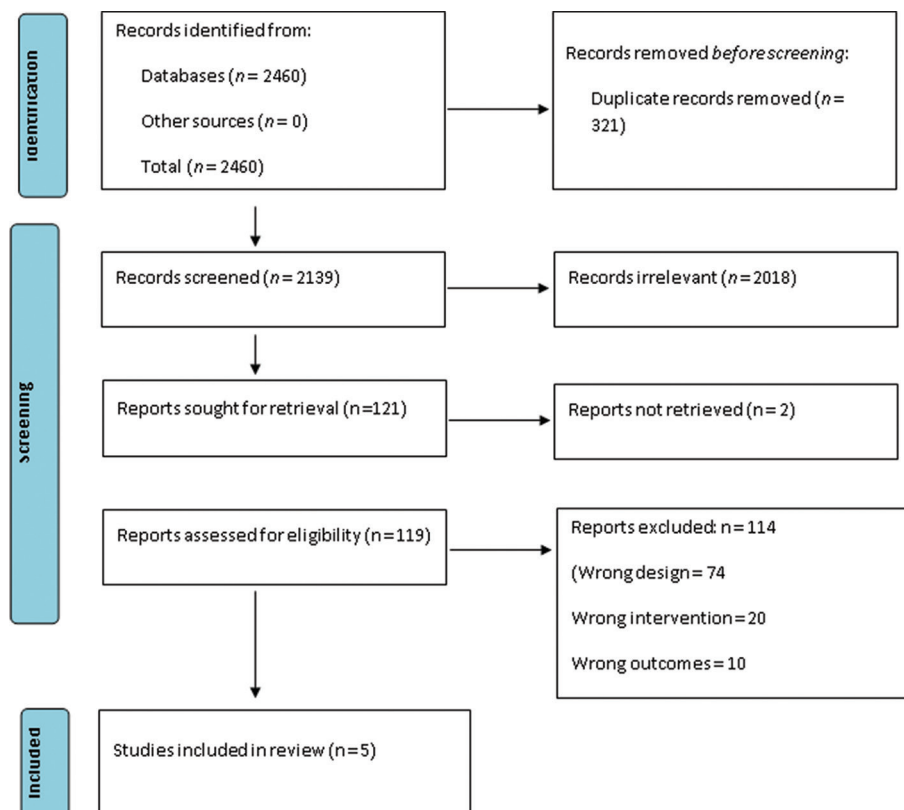 Identification
Records identified from:
Databases (n = 2460)
Other sources (n = 0)
Total (n = 2460)
Records removed before screening:
Duplicate records removed (n =
321)
Screening
Records screened (n = 2139)
Records irrelevant (n = 2018)
Reports sought for retrieval (n=121)
Reports not retrieved (n = 2)
Reports assessed for eligibility (n=119)
Reports excluded: n = 114
(Wrong design = 74
Wrong intervention = 20
Wrong outcomes = 10
Included
Studies included in review (n=5)